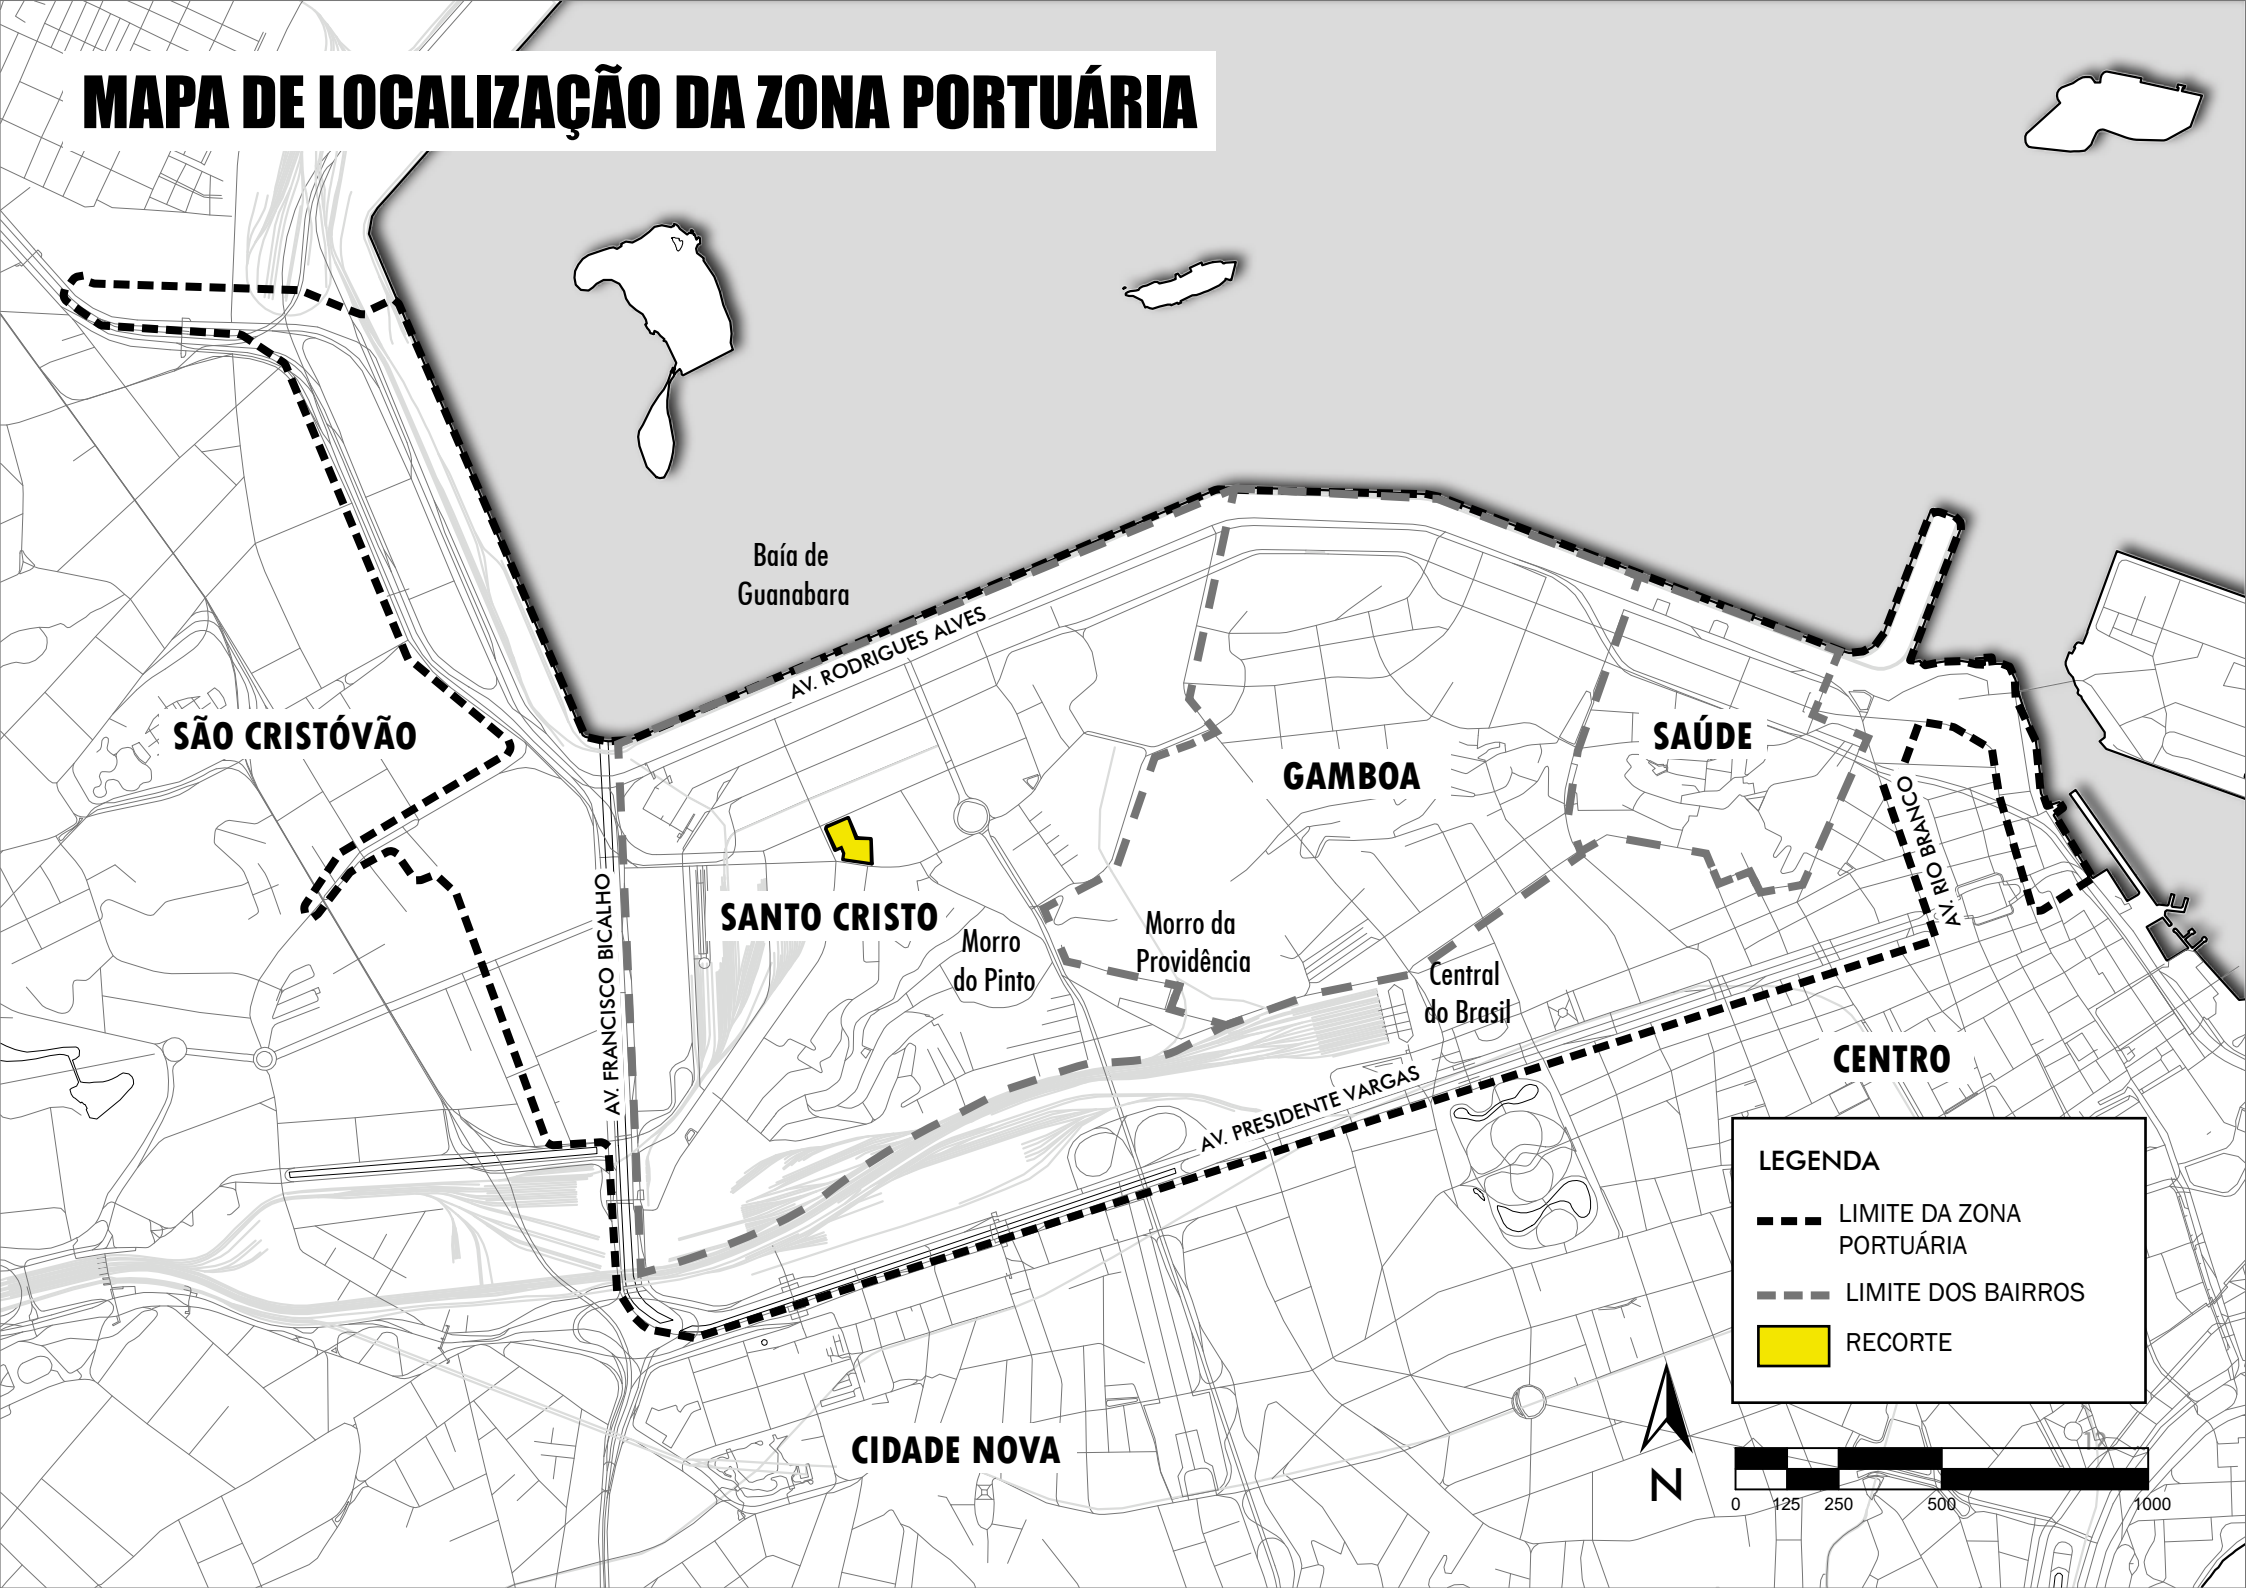 MAPA DE LOCALIZAÇÃO DA ZONA PORTUÁRIA
Baía de
Guanabara
AV. RODRIGUES ALVES
SÃO CRISTÓVÃO
SAÚDE
GAMBOA
AV. RIO BRANCO
AV. FRANCISCO BICALHO
SANTO CRISTO
Morro
do Pinto
Morro da
Providência
Central
do Brasil
CENTRO
AV. PRESIDENTE VARGAS
CIDADE NOVA
LEGENDA
LIMITE DA ZONA
PORTUÁRIA
LIMITE DOS BAIRROS
RECORTE
N
0 125 250 500 1000